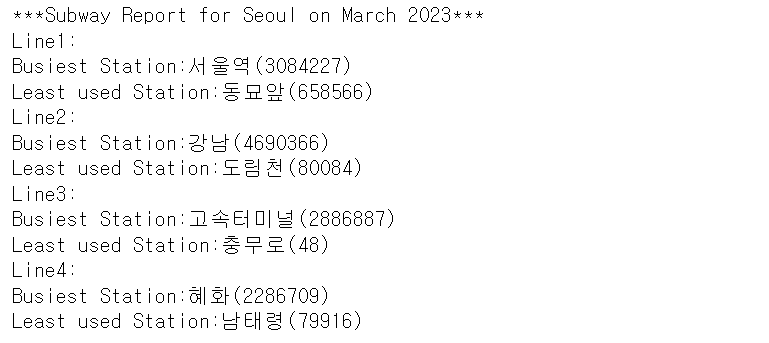 ***Subway Report for Seoul on March 2023***
Line1:
Busiest Station:서울역(3084227)
Least used Station:동묘앞(658566)
Line2:
Busiest Station:강남(4690366)
Least used Station:도림천(80084)
Line3:
Busiest Station:고속터미널(2886887)
Least used Station:충무로(48)
Line4:
Busiest Station:혜화(2286709)
Least used Station:남태령(79916)